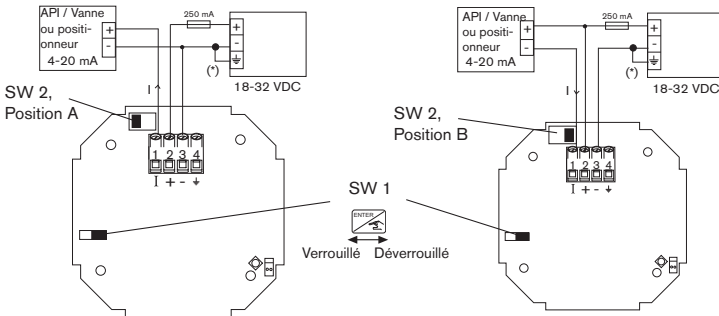 API / Vanne
ou positi-
onneur
4-20 mA
+
-
250 mA
+
-
(*)
18-32 VDC
I
SW 2,
Position A
1 2 3 4
I + -
API / Vanne
ou positi-
onneur
4-20 mA
+
-
250 mA
+
-
(*)
18-32 VDC
I
SW 2,
Position B
1 2 3 4
I + -
SW 1
ENTER
Verrouillé Déverrouillé